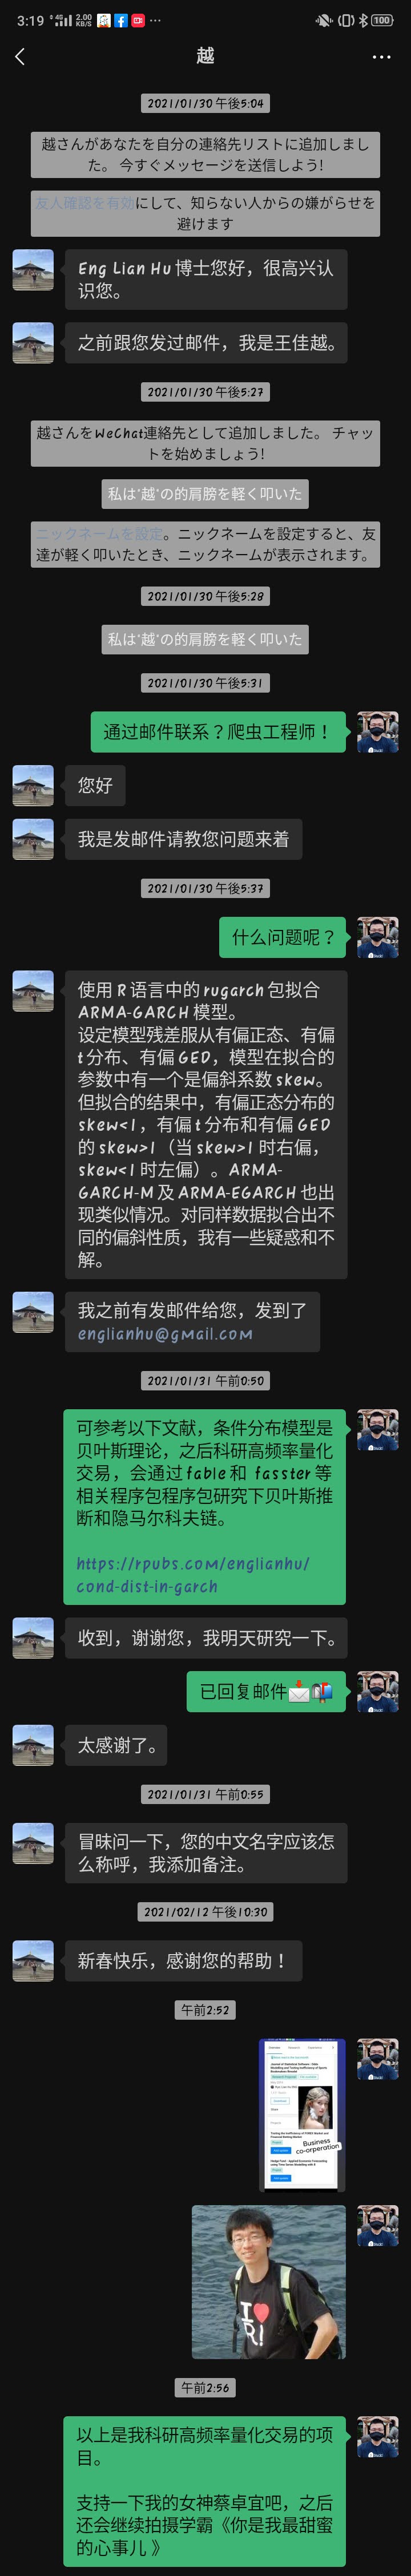 3:19
2.00
KB/S
100
越
2021/01/30 午後5:04
越さんがあなたを自分の連絡先リストに追加しまし
た。 今すぐメッセージを送信しよう!
友人確認を有効にして、知らない人からの嫌がらせを
避けます
Eng Lian Hu 博士您好，很高兴认
识您。
之前跟您发过邮件，我是王佳越。
2021/01/30 午後5:27
越さんをWeChat連絡先として追加しました。 チャッ
トを始めましょう!
私は"越"の的肩膀を軽く叩いた
ニックネームを設定。ニックネームを設定すると、友
達が軽く叩いたとき、ニックネームが表示されます。
2021/01/30 午後5:28
私は"越"の的肩膀を軽く叩いた
2021/01/30 午後5:31
通过邮件联系？爬虫工程师！
您好
我是发邮件请教您问题来着
2021/01/30 午後5:37
什么问题呢？
使用 R 语言中的 rugarch 包拟合
ARMA-GARCH 模型。
设定模型残差服从有偏正态、有偏
t 分布、有偏 GED，模型在拟合的
参数中有一个是偏斜系数 skew。
但拟合的结果中，有偏正态分布的
skew<1，有偏 t 分布和有偏 GED
的 skew>1（当 skew>1 时右偏，
skew<1 时左偏）。ARMA-
GARCH-M 及 ARMA-EGARCH 也出
现类似情况。对同样数据拟合出不
同的偏斜性质，我有一些疑惑和不
解。
我之前有发邮件给您，发到了
englianhu@gmail.com
2021/01/31 午前0:50
可参考以下文献，条件分布模型是
贝叶斯理论，之后科研高频率量化
交易，会通过 fable 和 fasster 等
相关程序包程序包研究下贝叶斯推
断和隐马尔科夫链。
https://rpubs.com/englianhu/
cond-dist-in-garch
收到，谢谢您，我明天研究一下。
已回复邮件📩📬
太感谢了。
2021/01/31 午前0:55
冒昧问一下，您的中文名字应该怎
么称呼，我添加备注。
2021/02/12 午後10:30
新春快乐，感谢您的帮助！
午前2:52
Business
co-orperation
I ❤ R!
午前2:56
以上是我科研高频率量化交易的项
目。
支持一下我的女神蔡卓宜吧，之后
还会继续拍摄学霸《你是我最甜蜜
的心事儿 》